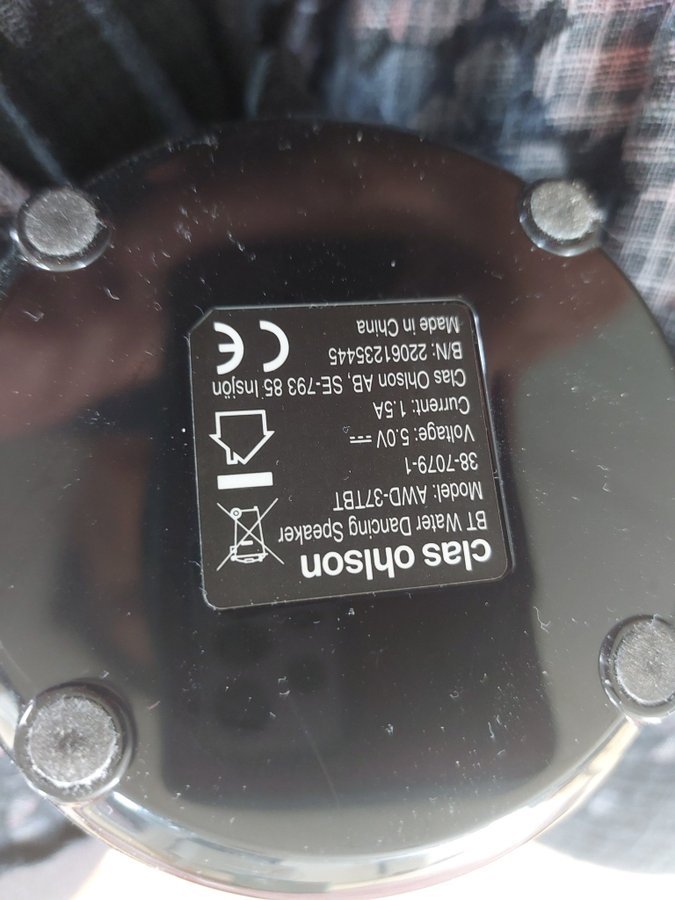 clas ohlson
BT Water Dancing Speaker
Model: AWD-37TBT
38-7079-1
Voltage: 5.0V ⎓
Current: 1.5A
Clas Ohlson AB, SE-793 85 Insjön
B/N: 22061235445
Made in China
CE